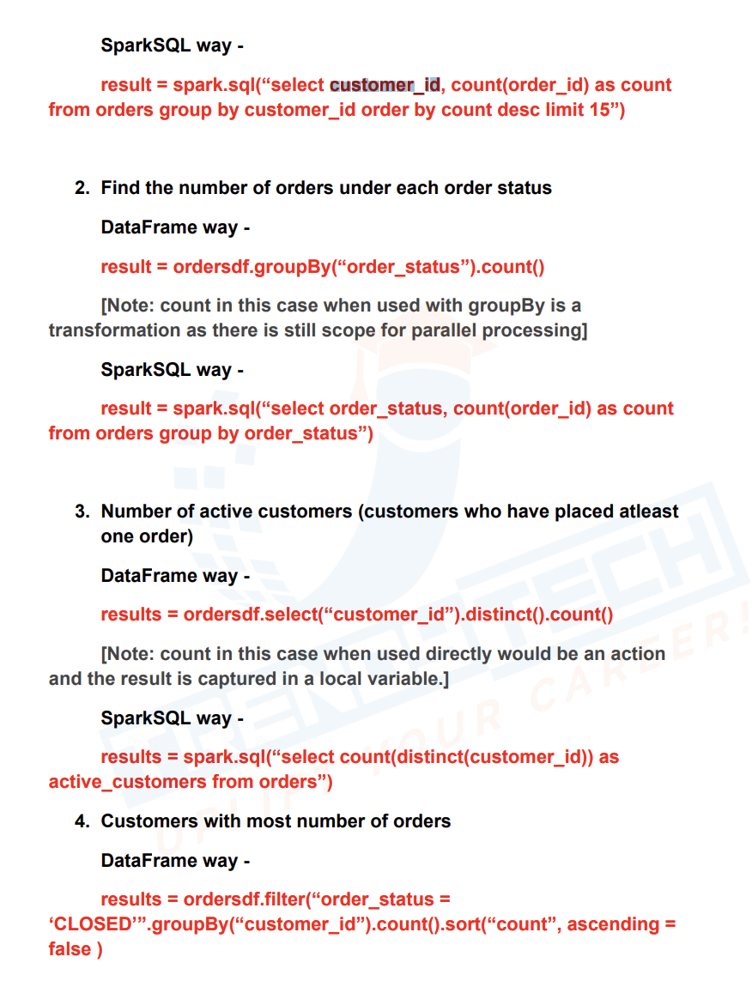 SparkSQL way -
result = spark.sql(“select customer_id, count(order_id) as count
from orders group by customer_id order by count desc limit 15”)
2. Find the number of orders under each order status
DataFrame way -
result = ordersdf.groupBy(“order_status”).count()
[Note: count in this case when used with groupBy is a
transformation as there is still scope for parallel processing]
SparkSQL way -
result = spark.sql(“select order_status, count(order_id) as count
from orders group by order_status”)
3. Number of active customers (customers who have placed atleast
one order)
DataFrame way -
results = ordersdf.select(“customer_id”).distinct().count()
[Note: count in this case when used directly would be an action
and the result is captured in a local variable.]
SparkSQL way -
results = spark.sql(“select count(distinct(customer_id)) as
active_customers from orders”)
4. Customers with most number of orders
DataFrame way -
results = ordersdf.filter(“order_status =
‘CLOSED’”.groupBy(“customer_id”).count().sort(“count”, ascending =
false )
TRENDYTECH
UPLIFT YOUR CAREER!